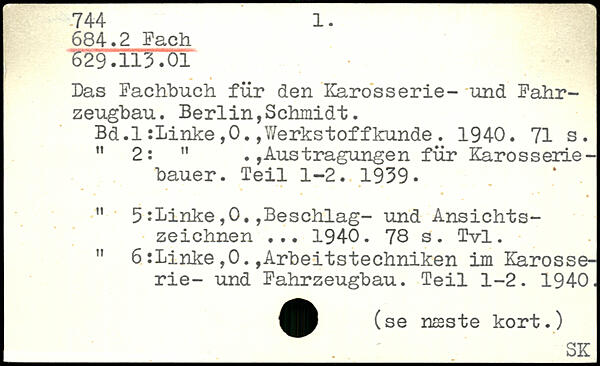 744 1.
684.2 Fach
629.113.01
Das Fachbuch für den Karosserie- und Fahr-
zeugbau. Berlin,Schmidt.
Bd.1:Linke,O.,Werkstoffkunde. 1940. 71 s.
" 2: " .,Austragungen für Karosserie-
bauer. Teil 1-2. 1939.
" 5:Linke,O.,Beschlag- und Ansichts-
zeichnen ... 1940. 78 s. Tvl.
" 6:Linke,O.,Arbeitstechniken im Karosse-
rie- und Fahrzeugbau. Teil 1-2. 1940.
(se næste kort.)
SK